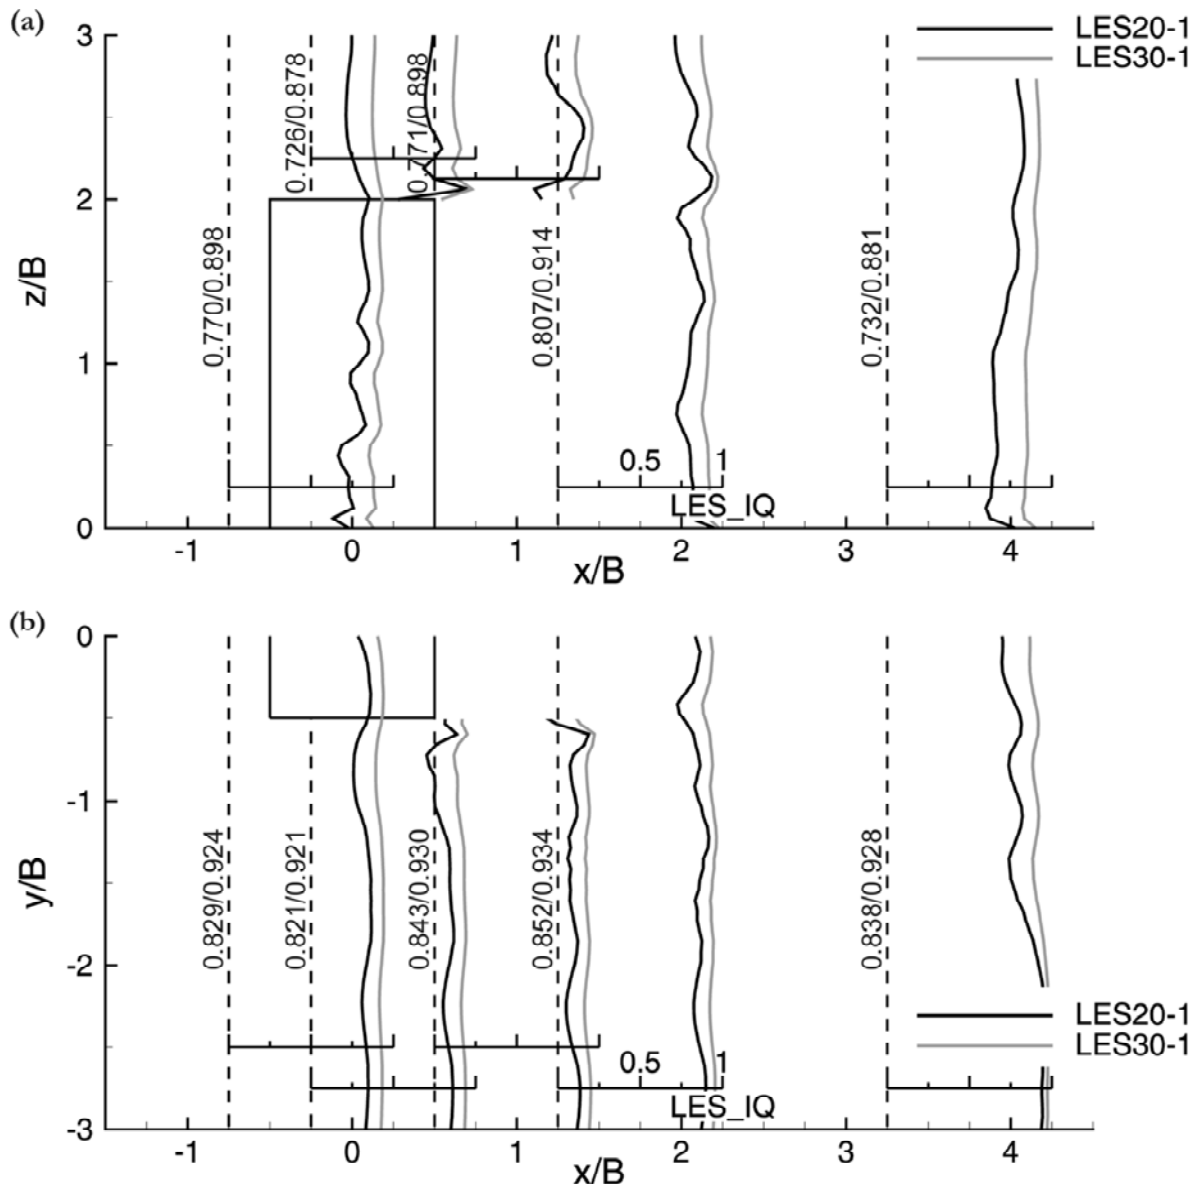 (a)
3
2
1
0
z/B
0.770/0.898
0.726/0.878
0.771/0.898
0.807/0.914
0.732/0.881
LES20-1
LES30-1
0.5 1
LES_IQ
-1 0 1 2 3 4
x/B
(b)
0
-1
-2
-3
y/B
0.829/0.924
0.821/0.921
0.843/0.930
0.852/0.934
0.838/0.928
LES20-1
LES30-1
0.5 1
LES_IQ
-1 0 1 2 3 4
x/B